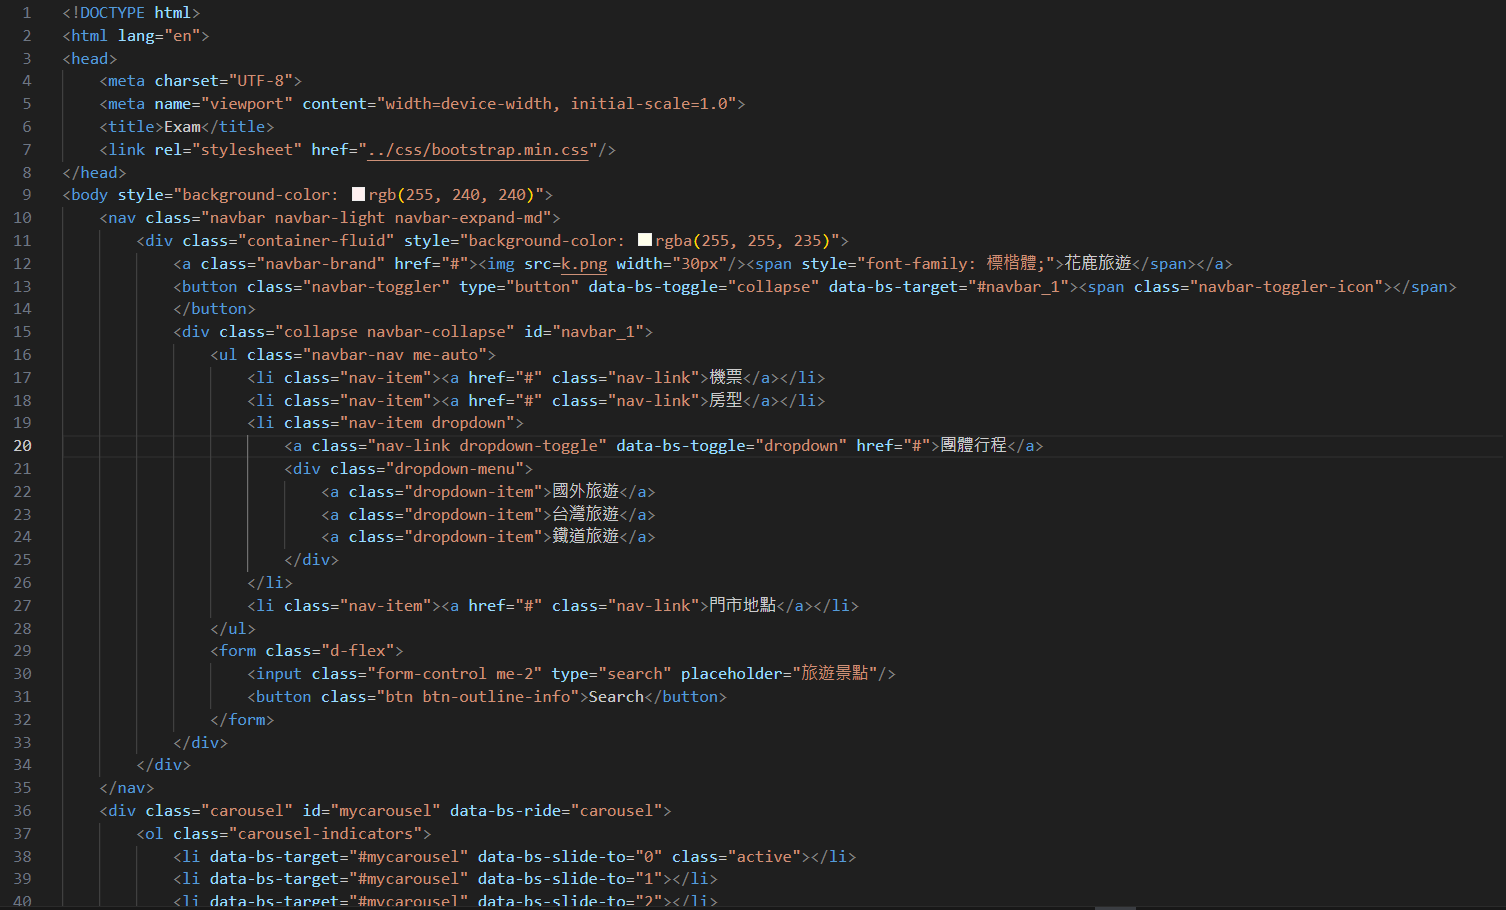 1 <!DOCTYPE html>
2 <html lang="en">
3 <head>
4     <meta charset="UTF-8">
5     <meta name="viewport" content="width=device-width, initial-scale=1.0">
6     <title>Exam</title>
7     <link rel="stylesheet" href="../css/bootstrap.min.css"/>
8 </head>
9 <body style="background-color: rgb(255, 240, 240)">
10     <nav class="navbar navbar-light navbar-expand-md">
11         <div class="container-fluid" style="background-color: rgba(255, 255, 235)">
12             <a class="navbar-brand" href="#"><img src=k.png width="30px"/><span style="font-family: 標楷體;">花鹿旅遊</span></a>
13             <button class="navbar-toggler" type="button" data-bs-toggle="collapse" data-bs-target="#navbar_1"><span class="navbar-toggler-icon"></span>
14             </button>
15             <div class="collapse navbar-collapse" id="navbar_1">
16                 <ul class="navbar-nav me-auto">
17                     <li class="nav-item"><a href="#" class="nav-link">機票</a></li>
18                     <li class="nav-item"><a href="#" class="nav-link">房型</a></li>
19                     <li class="nav-item dropdown">
20                         <a class="nav-link dropdown-toggle" data-bs-toggle="dropdown" href="#">團體行程</a>
21                         <div class="dropdown-menu">
22                             <a class="dropdown-item">國外旅遊</a>
23                             <a class="dropdown-item">台灣旅遊</a>
24                             <a class="dropdown-item">鐵道旅遊</a>
25                         </div>
26                     </li>
27                     <li class="nav-item"><a href="#" class="nav-link">門市地點</a></li>
28                 </ul>
29                 <form class="d-flex">
30                     <input class="form-control me-2" type="search" placeholder="旅遊景點"/>
31                     <button class="btn btn-outline-info">Search</button>
32                 </form>
33             </div>
34         </div>
35     </nav>
36     <div class="carousel" id="mycarousel" data-bs-ride="carousel">
37         <ol class="carousel-indicators">
38             <li data-bs-target="#mycarousel" data-bs-slide-to="0" class="active"></li>
39             <li data-bs-target="#mycarousel" data-bs-slide-to="1"></li>
40             <li data-bs-target="#mycarousel" data-bs-slide-to="2"></li>